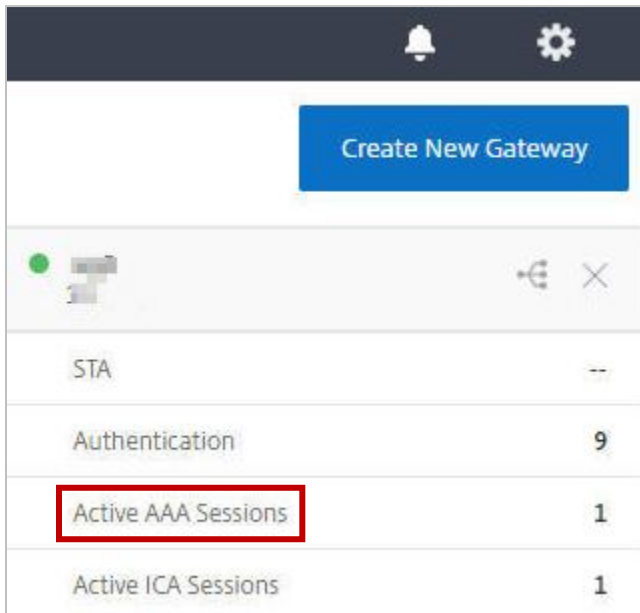 Create New Gateway
STA --
Authentication 9
Active AAA Sessions 1
Active ICA Sessions 1